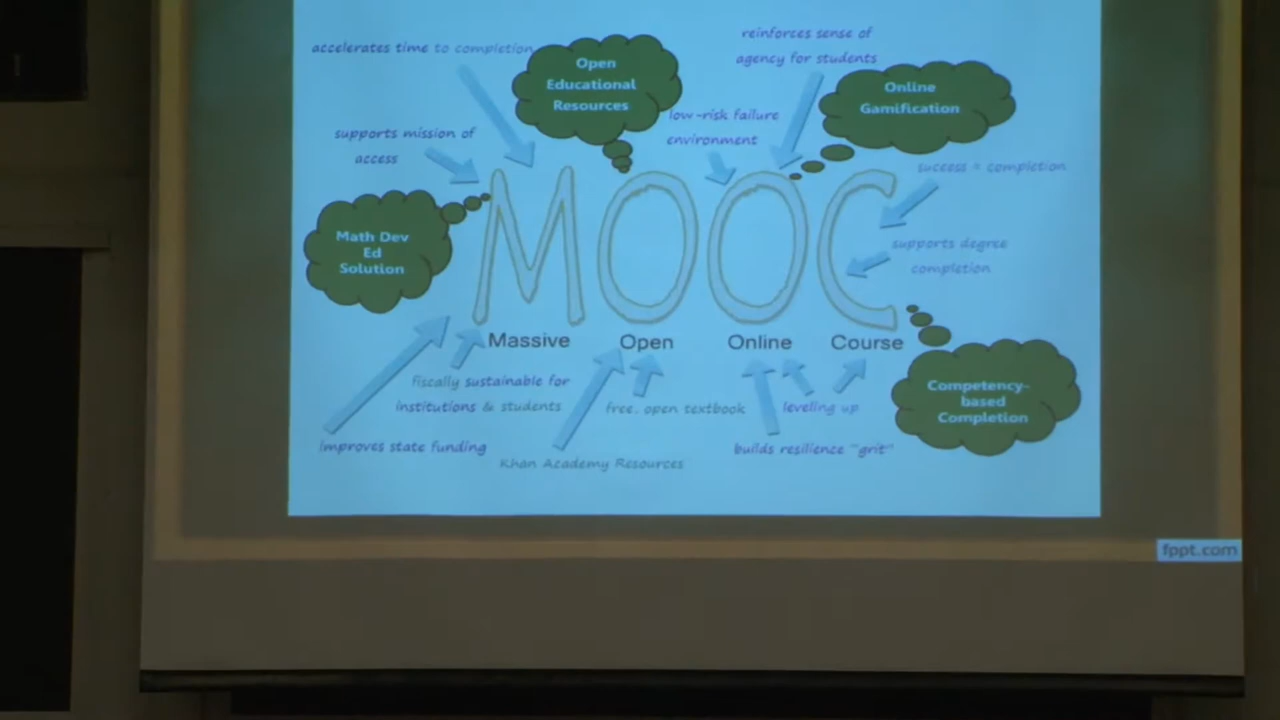 accelerates time to completion
Open
Educational
Resources
reinforces sense of
agency for students
Online
Gamification
low-risk failure
environment
supports mission of
access
success = completion
Math Dev
Ed
Solution
MOOC
supports degree
completion
Massive
Open
Online
Course
fiscally sustainable for
institutions & students
free, open textbook
leveling up
Competency-
based
Completion
improves state funding
Khan Academy Resources
builds resilience "grit"
fppt.com